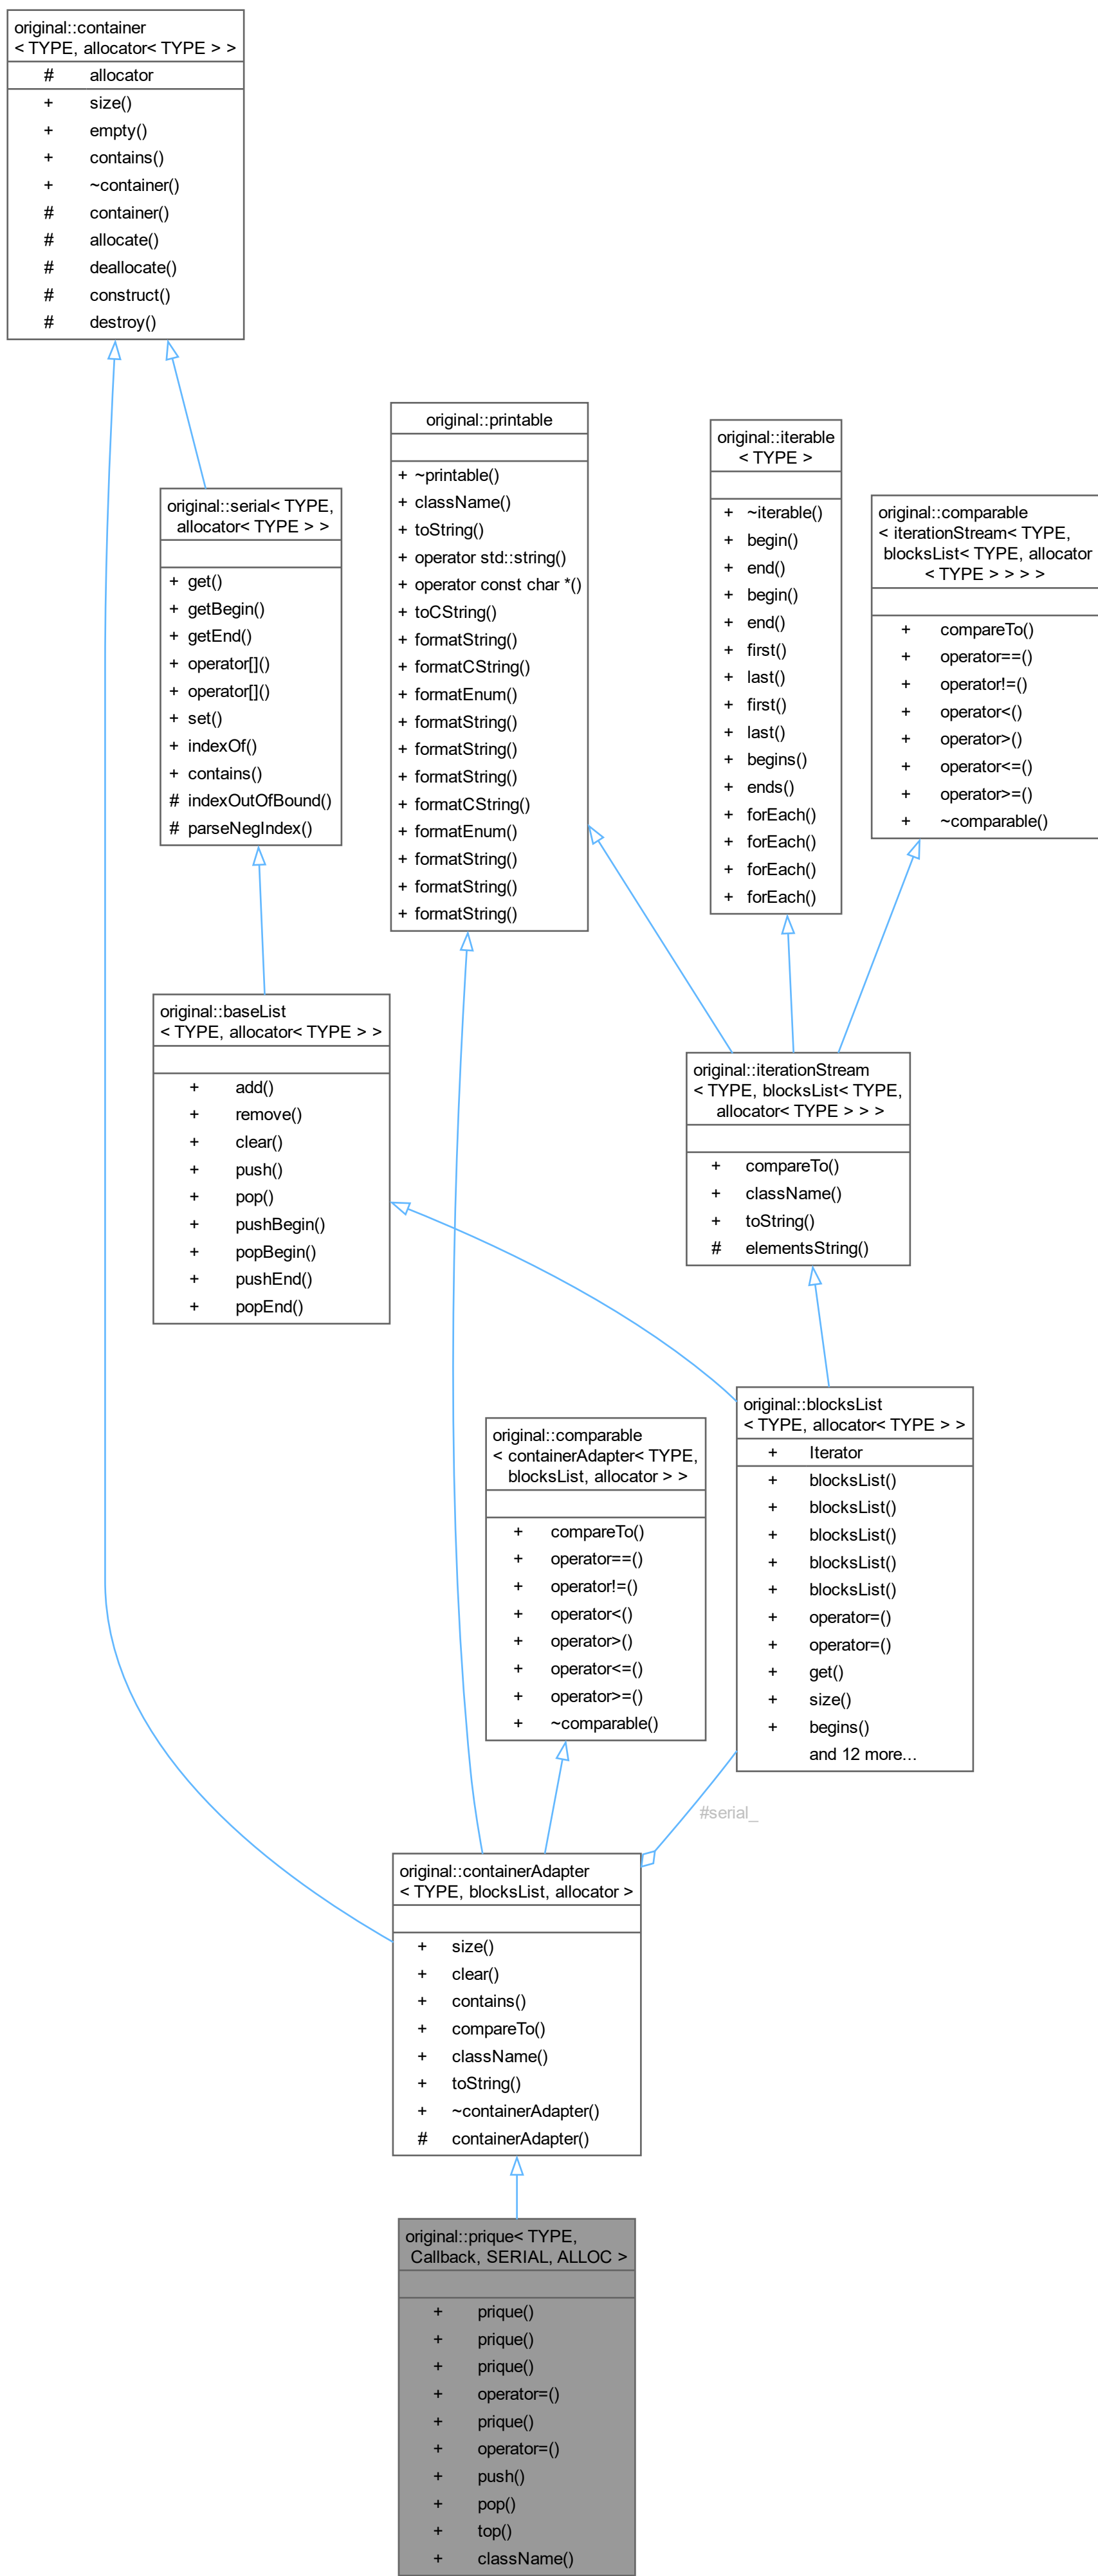 original::container
< TYPE, allocator< TYPE > >
# allocator
+ size()
+ empty()
+ contains()
+ ~container()
# container()
# allocate()
# deallocate()
# construct()
# destroy()
original::serial< TYPE,
allocator< TYPE > >
+ get()
+ getBegin()
+ getEnd()
+ operator[]()
+ operator[]()
+ set()
+ indexOf()
+ contains()
# indexOutOfBound()
# parseNegIndex()
original::printable
+ ~printable()
+ className()
+ toString()
+ operator std::string()
+ operator const char *()
+ toCString()
+ formatString()
+ formatCString()
+ formatEnum()
+ formatString()
+ formatString()
+ formatString()
+ formatCString()
+ formatEnum()
+ formatString()
+ formatString()
+ formatString()
original::iterable
< TYPE >
+ ~iterable()
+ begin()
+ end()
+ begin()
+ end()
+ first()
+ last()
+ first()
+ last()
+ begins()
+ ends()
+ forEach()
+ forEach()
+ forEach()
+ forEach()
original::comparable
< iterationStream< TYPE,
blocksList< TYPE, allocator
< TYPE > > > >
+ compareTo()
+ operator==()
+ operator!=()
+ operator<()
+ operator>()
+ operator<=()
+ operator>=()
+ ~comparable()
original::baseList
< TYPE, allocator< TYPE > >
+ add()
+ remove()
+ clear()
+ push()
+ pop()
+ pushBegin()
+ popBegin()
+ pushEnd()
+ popEnd()
original::iterationStream
< TYPE, blocksList< TYPE,
allocator< TYPE > > >
+ compareTo()
+ className()
+ toString()
# elementsString()
original::comparable
< containerAdapter< TYPE,
blocksList, allocator > >
+ compareTo()
+ operator==()
+ operator!=()
+ operator<()
+ operator>()
+ operator<=()
+ operator>=()
+ ~comparable()
original::blocksList
< TYPE, allocator< TYPE > >
+ Iterator
+ blocksList()
+ blocksList()
+ blocksList()
+ blocksList()
+ blocksList()
+ operator=()
+ operator=()
+ get()
+ size()
+ begins()
and 12 more...
#serial_
original::containerAdapter
< TYPE, blocksList, allocator >
+ size()
+ clear()
+ contains()
+ compareTo()
+ className()
+ toString()
+ ~containerAdapter()
# containerAdapter()
original::prique< TYPE,
Callback, SERIAL, ALLOC >
+ prique()
+ prique()
+ prique()
+ operator=()
+ prique()
+ operator=()
+ push()
+ pop()
+ top()
+ className()